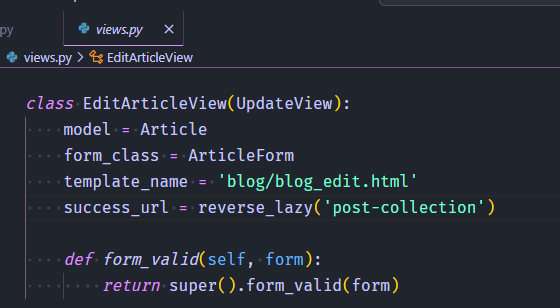 py
views.py ×
views.py > EditArticleView
class EditArticleView(UpdateView):
    model = Article
    form_class = ArticleForm
    template_name = 'blog/blog_edit.html'
    success_url = reverse_lazy('post-collection')

    def form_valid(self, form):
        return super().form_valid(form)